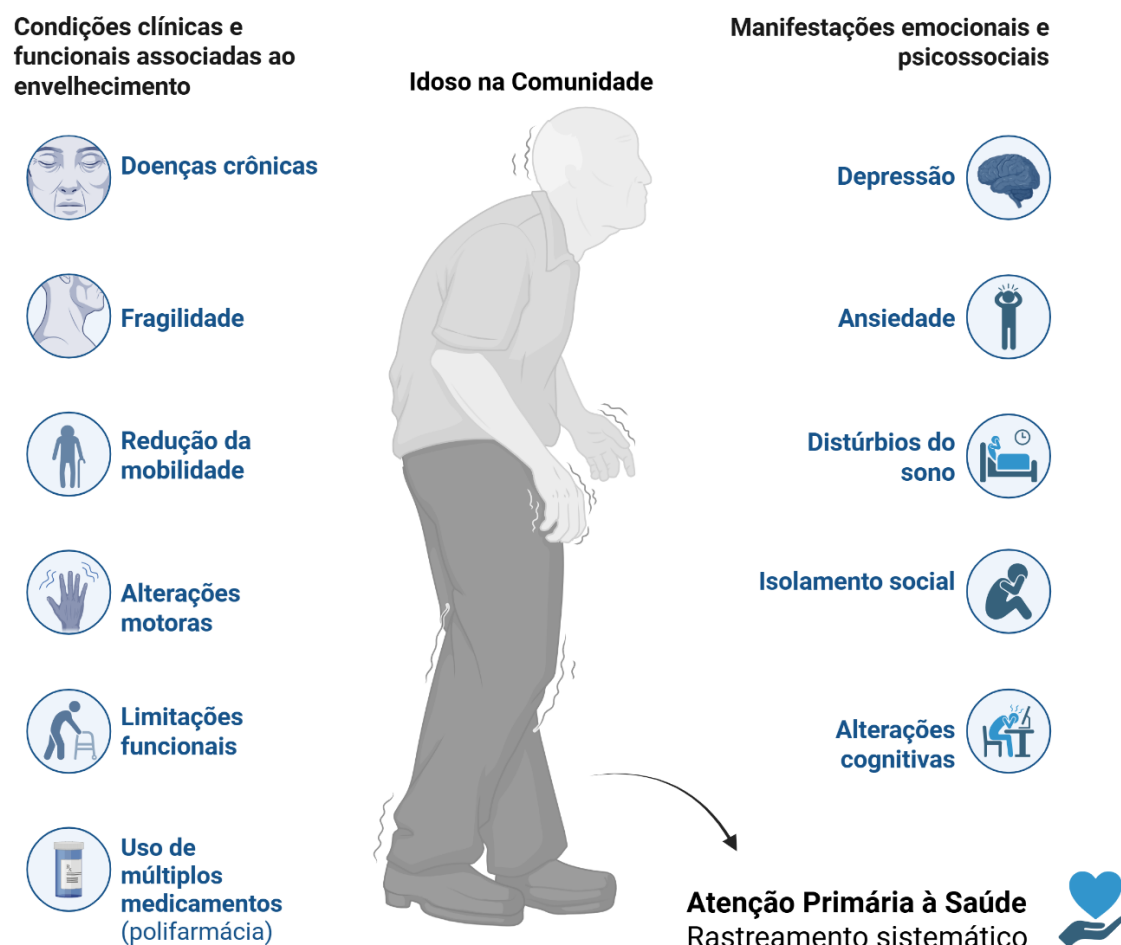 Condições clínicas e
funcionais associadas ao
envelhecimento
Doenças crônicas
Fragilidade
Redução da
mobilidade
Alterações
motoras
Limitações
funcionais
Uso de
múltiplos
medicamentos
(polifarmácia)
Idoso na Comunidade
Manifestações emocionais e
psicossociais
Depressão
Ansiedade
Distúrbios do
sono
Isolamento social
Alterações
cognitivas
Atenção Primária à Saúde
Rastreamento sistemático